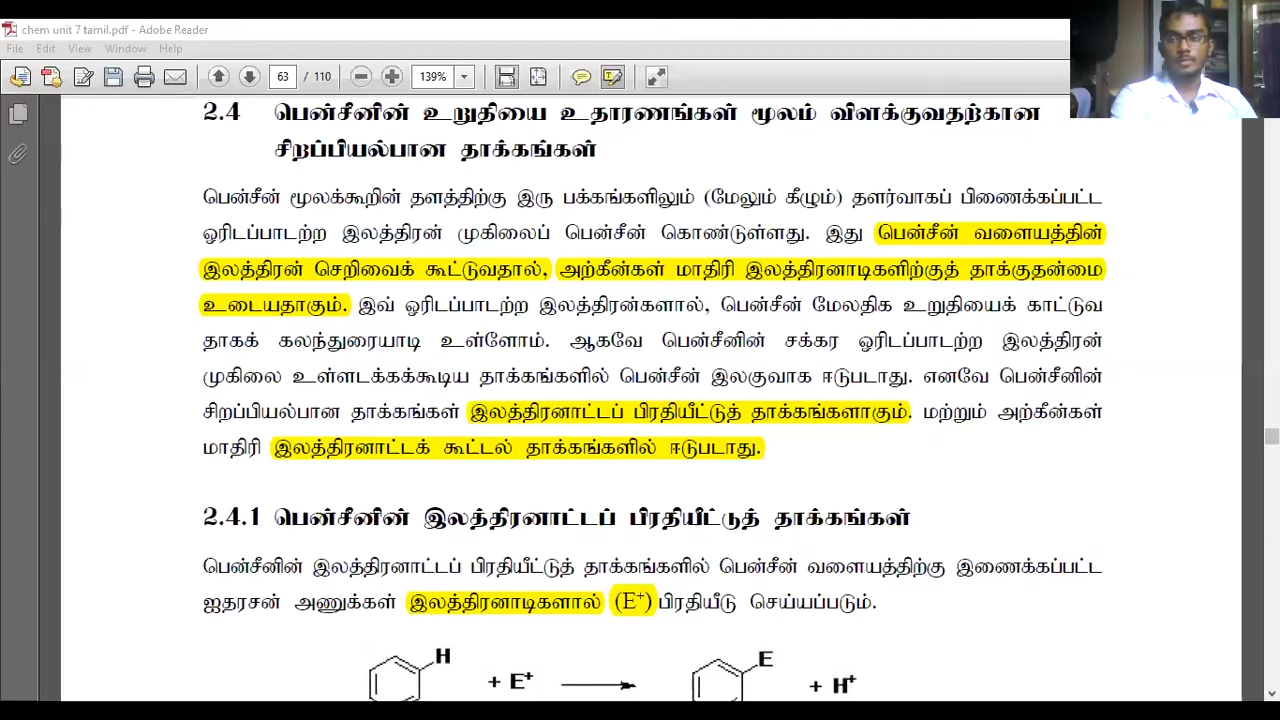 chem unit 7 tamil.pdf - Adobe Reader
File Edit View Window Help
63 / 110 139%
2.4 பென்சீனின் உறுதியை உதாரணங்கள் மூலம் விளக்குவதற்கான
சிறப்பியல்பான தாக்கங்கள்
பென்சீன் மூலக்கூறின் தளத்திற்கு இரு பக்கங்களிலும் (மேலும் கீழும்) தளர்வாகப் பிணைக்கப்பட்ட
ஓரிடப்பாடற்ற இலத்திரன் முகிலைப் பென்சீன் கொண்டுள்ளது. இது பென்சீன் வளையத்தின்
இலத்திரன் செறிவைக் கூட்டுவதால், அற்கீன்கள் மாதிரி இலத்திரனாடிகளிற்குத் தாக்குதன்மை
உடையதாகும். இவ் ஓரிடப்பாடற்ற இலத்திரன்களால், பென்சீன் மேலதிக உறுதியைக் காட்டுவ
தாகக் கலந்துரையாடி உள்ளோம். ஆகவே பென்சீனின் சக்கர ஓரிடப்பாடற்ற இலத்திரன்
முகிலை உள்ளடக்கக்கூடிய தாக்கங்களில் பென்சீன் இலகுவாக ஈடுபடாது. எனவே பென்சீனின்
சிறப்பியல்பான தாக்கங்கள் இலத்திரனாட்டப் பிரதியீட்டுத் தாக்கங்களாகும். மற்றும் அற்கீன்கள்
மாதிரி இலத்திரனாட்டக் கூட்டல் தாக்கங்களில் ஈடுபடாது.
2.4.1 பென்சீனின் இலத்திரனாட்டப் பிரதியீட்டுத் தாக்கங்கள்
பென்சீனின் இலத்திரனாட்டப் பிரதியீட்டுத் தாக்கங்களில் பென்சீன் வளையத்திற்கு இணைக்கப்பட்ட
ஐதரசன் அணுக்கள் இலத்திரனாடிகளால் (E⁺) பிரதியீடு செய்யப்படும்.
H + E⁺ E + H⁺